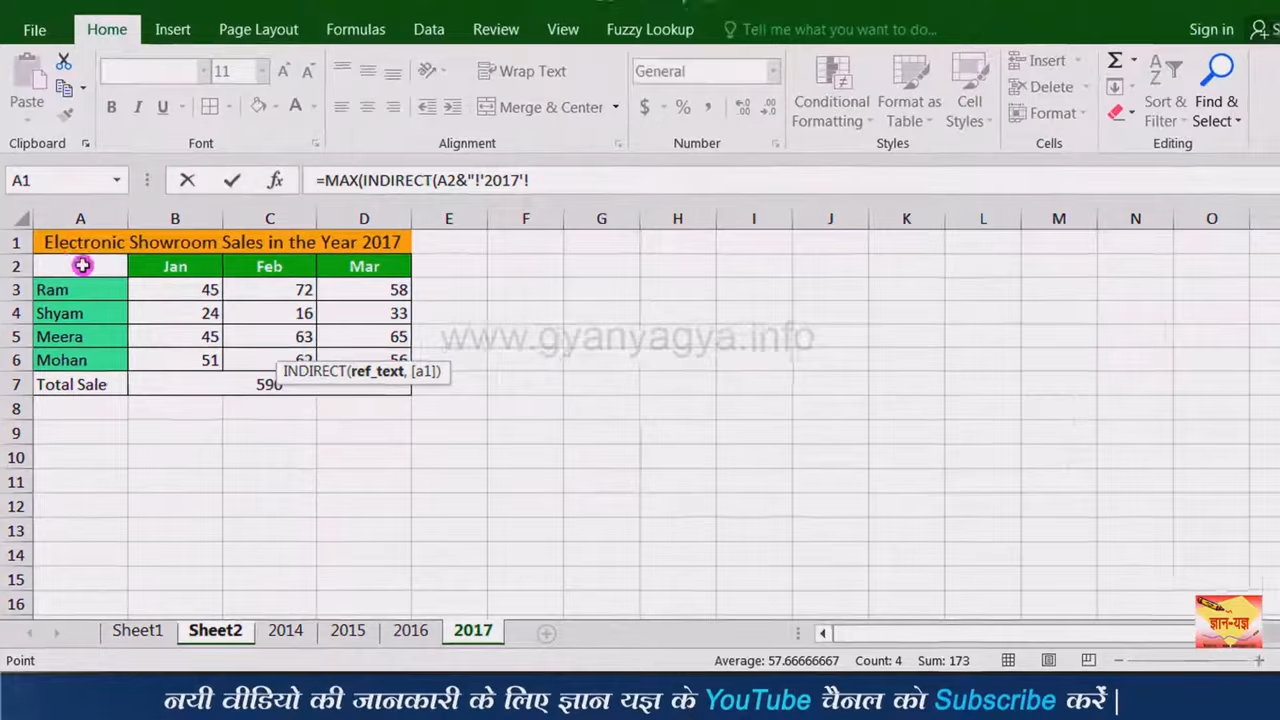 File Home Insert Page Layout Formulas Data Review View Fuzzy Lookup Tell me what you want to do... Sign in
Paste 11 Wrap Text General Conditional Formatting Format as Table Cell Styles Insert Sort & Filter Find & Select
B I U Merge & Center $ % , Delete
Format
Clipboard Font Alignment Number Styles Cells Editing
A1 fx =MAX(INDIRECT(A2&"!'2017'!
A B C D E F G H I J K L M N O
1 Electronic Showroom Sales in the Year 2017
2 Jan Feb Mar
3 Ram 45 72 58
4 Shyam 24 16 33
5 Meera 45 63 65
6 Mohan 51 62 56
INDIRECT(ref_text, [a1])
7 Total Sale 590
8
9
10
11
12
13
14
15
16
www.gyanyagya.info
ज्ञान-यज्ञ
Sheet1 Sheet2 2014 2015 2016 2017
Point Average: 57.66666667 Count: 4 Sum: 173
नयी वीडियो की जानकारी के लिए ज्ञान यज्ञ के YouTube चैनल को Subscribe करें |